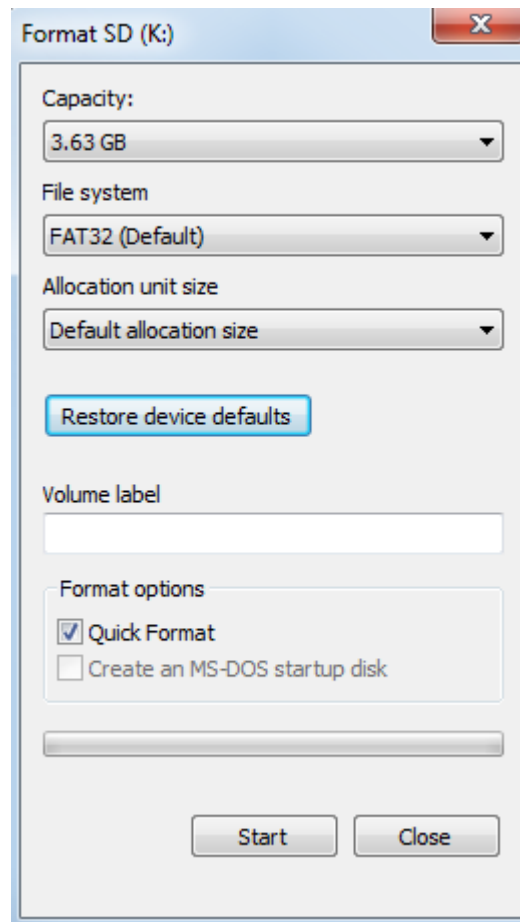 Format SD (K:)
Capacity:
3.63 GB
File system
FAT32 (Default)
Allocation unit size
Default allocation size
Restore device defaults
Volume label
Format options
Quick Format
Create an MS-DOS startup disk
Start Close